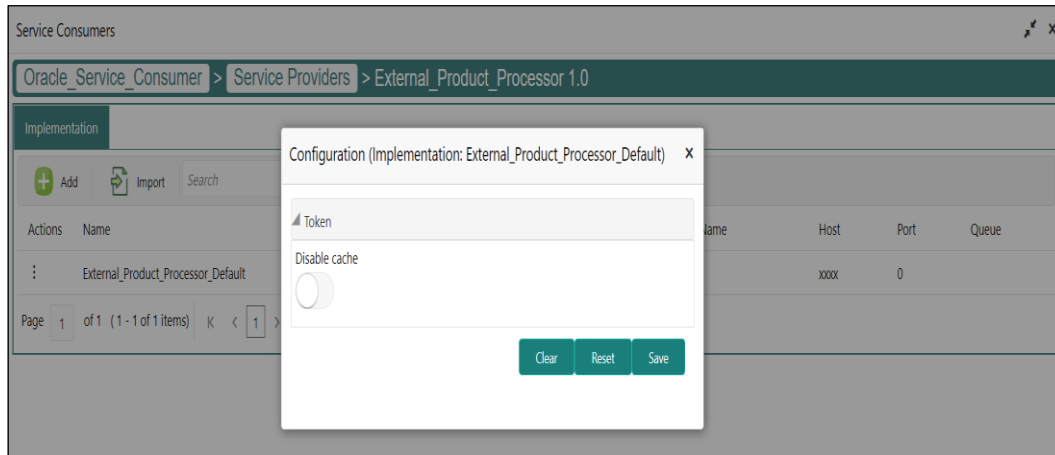 Service Consumers
x
Oracle_Service_Consumer > Service Providers > External_Product_Processor 1.0
Implementation
Configuration (Implementation: External_Product_Processor_Default) x
Add Import Search
Token
Actions Name Host Port Queue
Disable cache
External_Product_Processor_Default xxxx 0
Page 1 of 1 (1 - 1 of 1 items) K < 1 >
Clear Reset Save